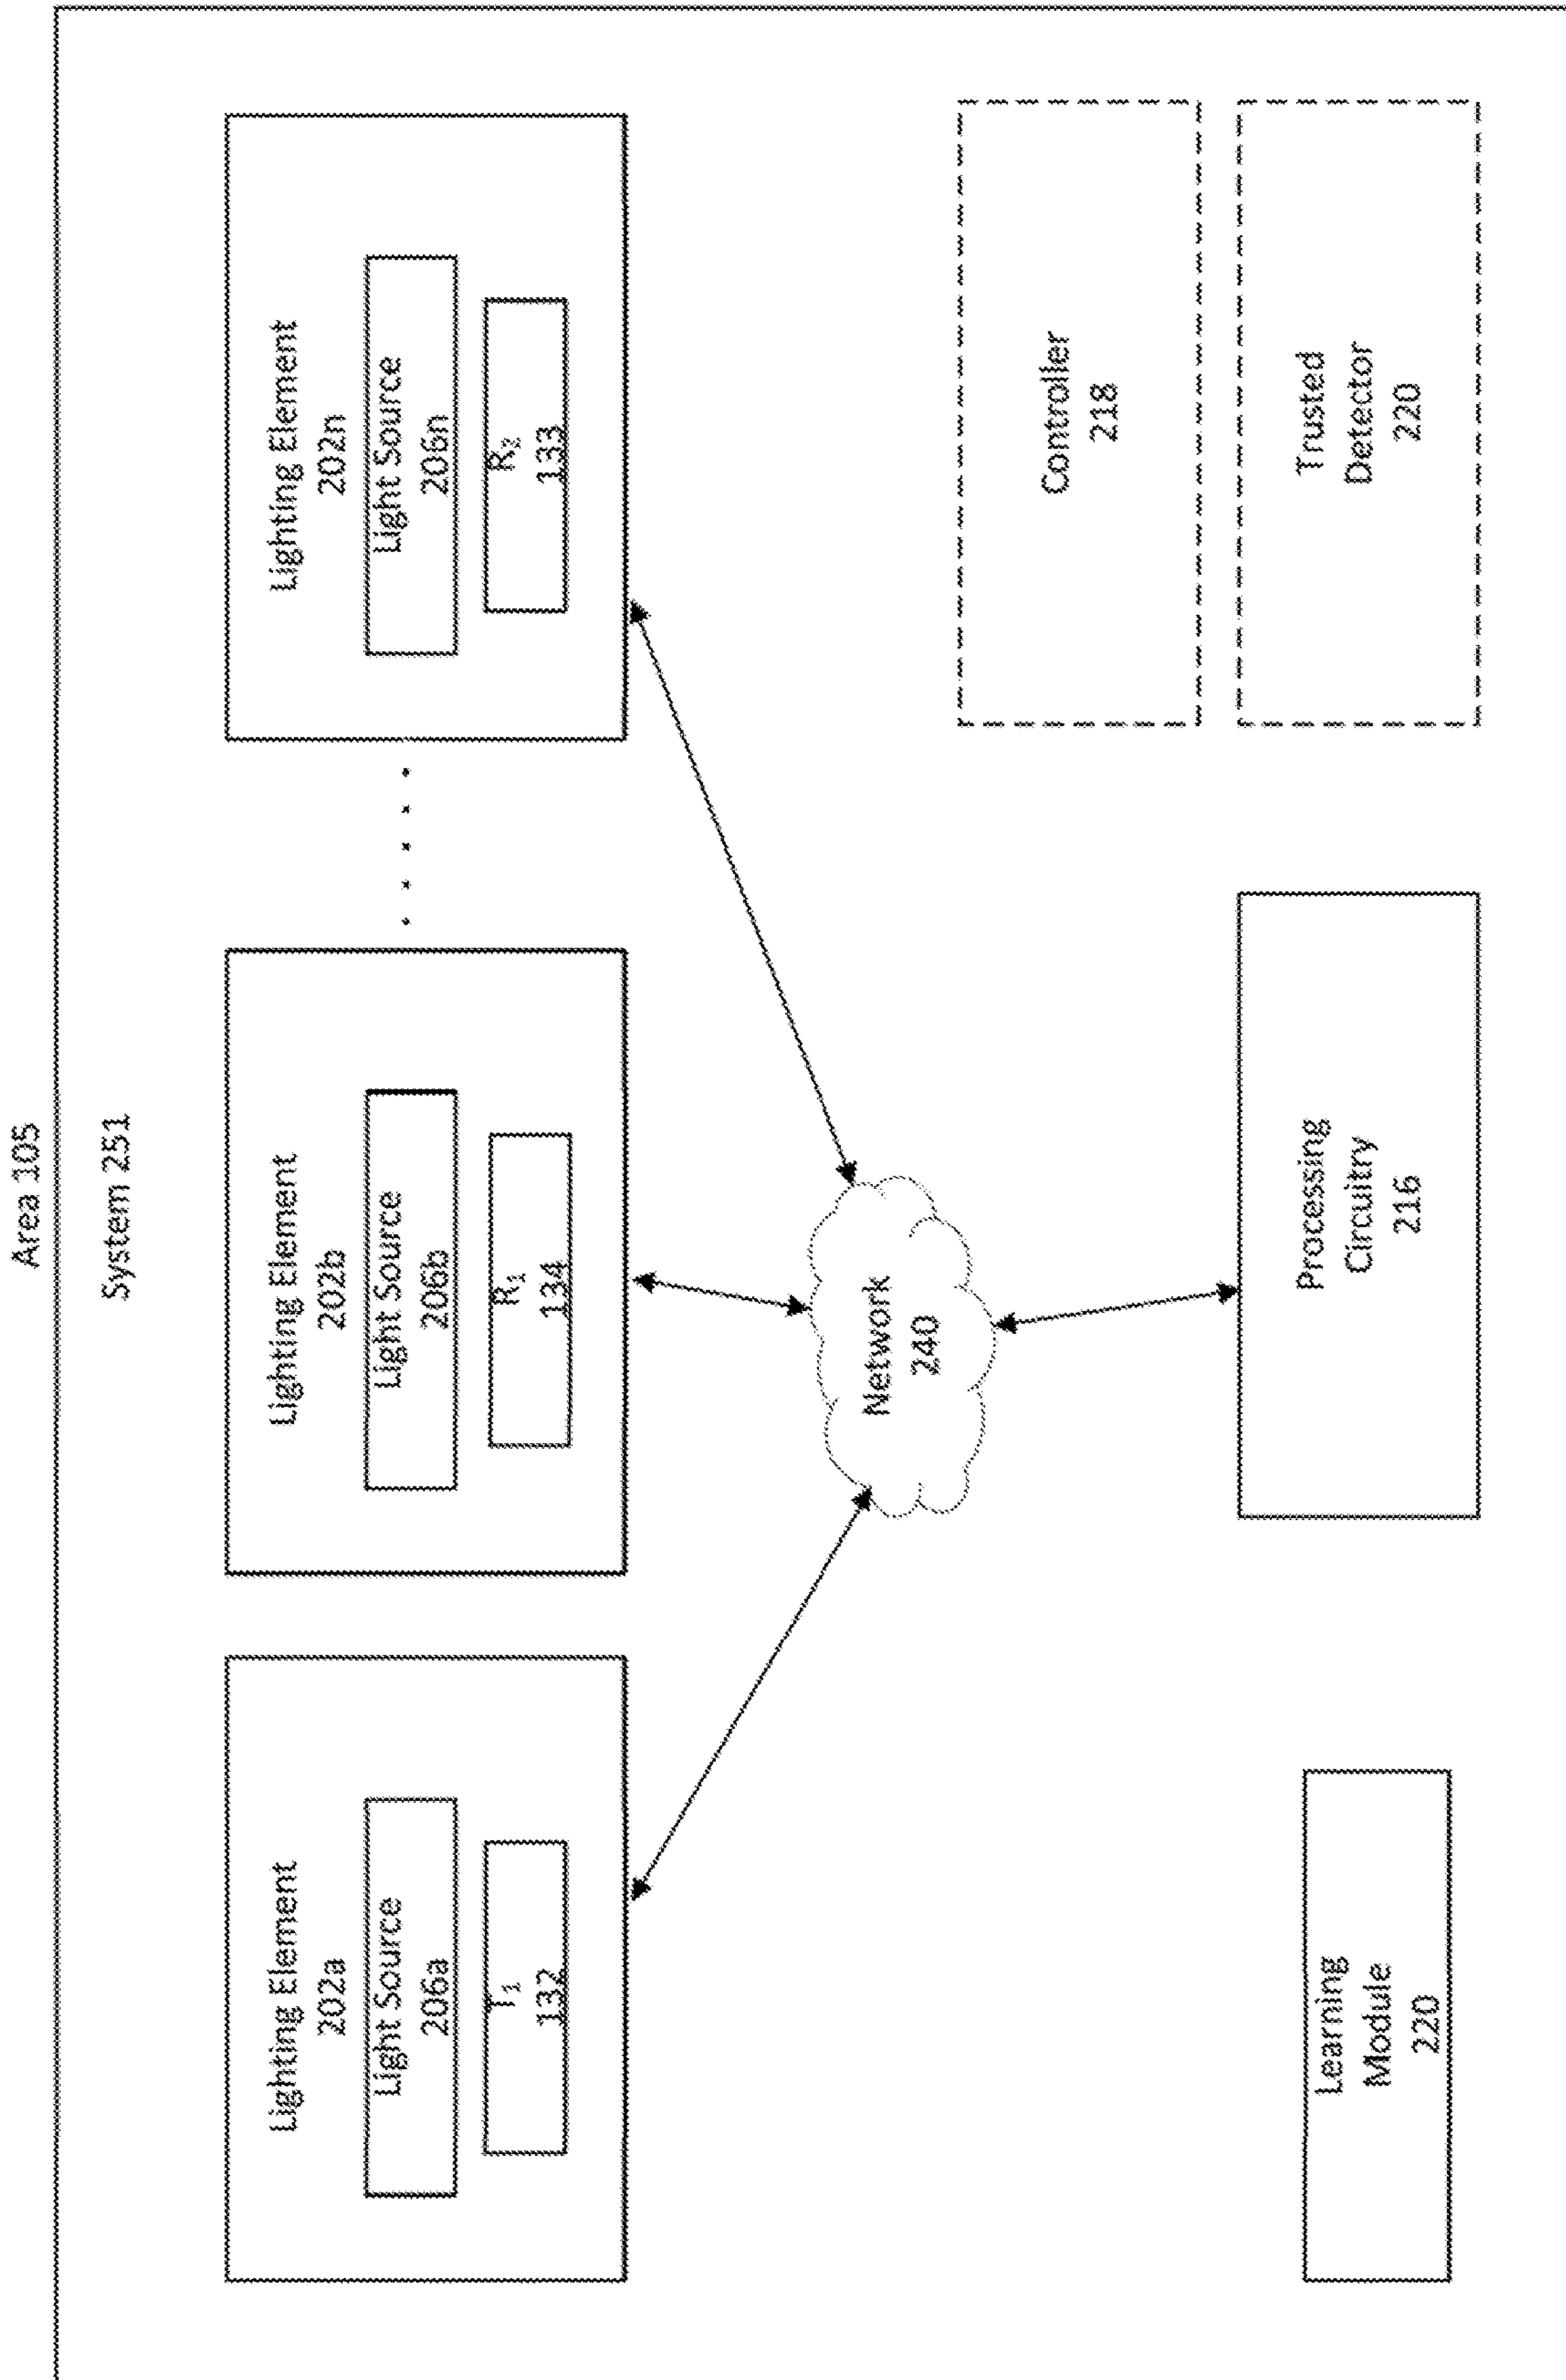 Area 105
System 251
Lighting Element
202a
Light Source
206a
T1
132
Lighting Element
202b
Light Source
206b
R1
134
Lighting Element
202n
Light Source
206n
R2
133
Network
240
Learning
Module
220
Processing
Circuitry
216
Controller
218
Trusted
Detector
220